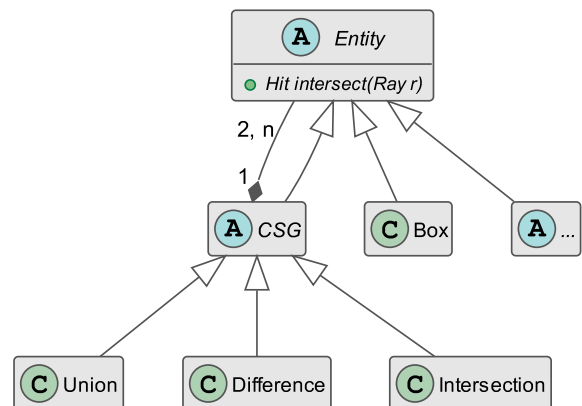 A Entity
Hit intersect(Ray r)
2, n
1
A CSG
C Box
A ...
C Union
C Difference
C Intersection